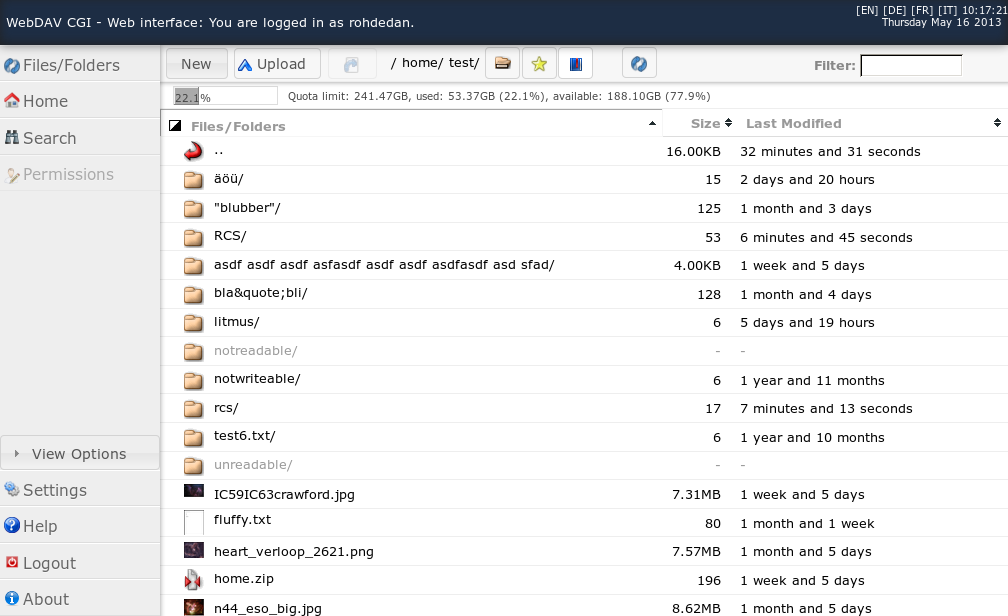 [EN] [DE] [FR] [IT] 10:17:21
WebDAV CGI - Web interface: You are logged in as rohdedan.
Thursday May 16 2013
Files/Folders
Home
Search
Permissions
View Options
Settings
Help
Logout
About
New Upload / home/ test/ Filter:
22.1% Quota limit: 241.47GB, used: 53.37GB (22.1%), available: 188.10GB (77.9%)
Files/Folders Size Last Modified
.. 16.00KB 32 minutes and 31 seconds
äöü/ 15 2 days and 20 hours
"blubber"/ 125 1 month and 3 days
RCS/ 53 6 minutes and 45 seconds
asdf asdf asdf asfasdf asdf asdf asdfasdf asd sfad/ 4.00KB 1 week and 5 days
bla&quote;bli/ 128 1 month and 4 days
litmus/ 6 5 days and 19 hours
notreadable/ - -
notwriteable/ 6 1 year and 11 months
rcs/ 17 7 minutes and 13 seconds
test6.txt/ 6 1 year and 10 months
unreadable/ - -
IC59IC63crawford.jpg 7.31MB 1 week and 5 days
fluffy.txt 80 1 month and 1 week
heart_verloop_2621.png 7.57MB 1 month and 5 days
home.zip 196 1 week and 5 days
n44_eso_big.jpg 8.62MB 1 month and 5 days